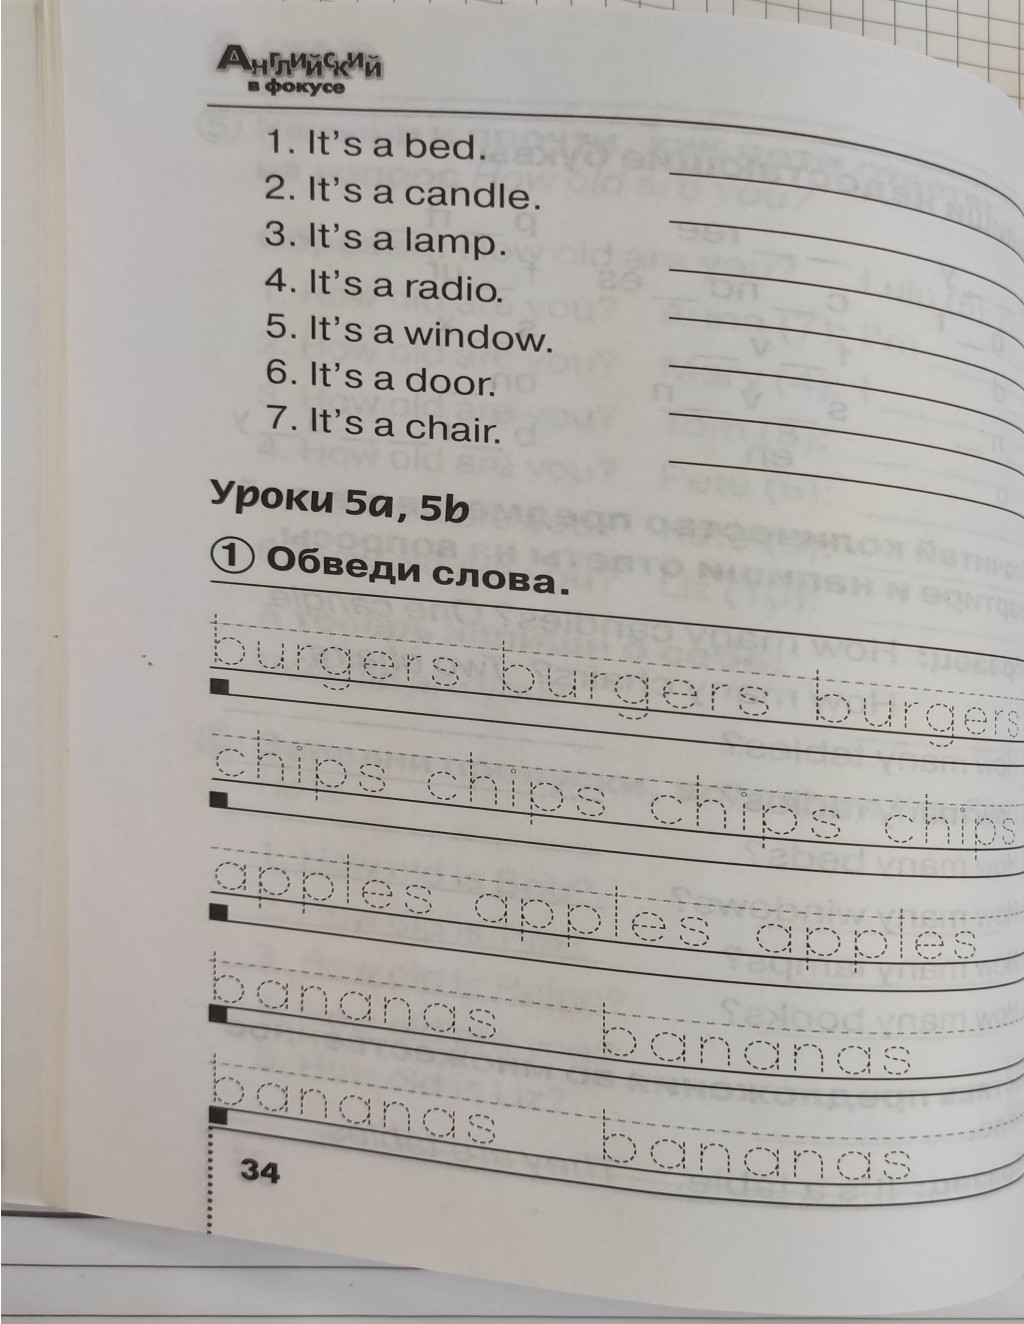 Английский
в фокусе
1. It's a bed.
2. It's a candle.
3. It's a lamp.
4. It's a radio.
5. It's a window.
6. It's a door.
7. It's a chair.
Уроки 5a, 5b
1 Обведи слова.
burgers burgers burgers
chips chips chips chips
apples apples apples
bananas bananas
bananas bananas
34